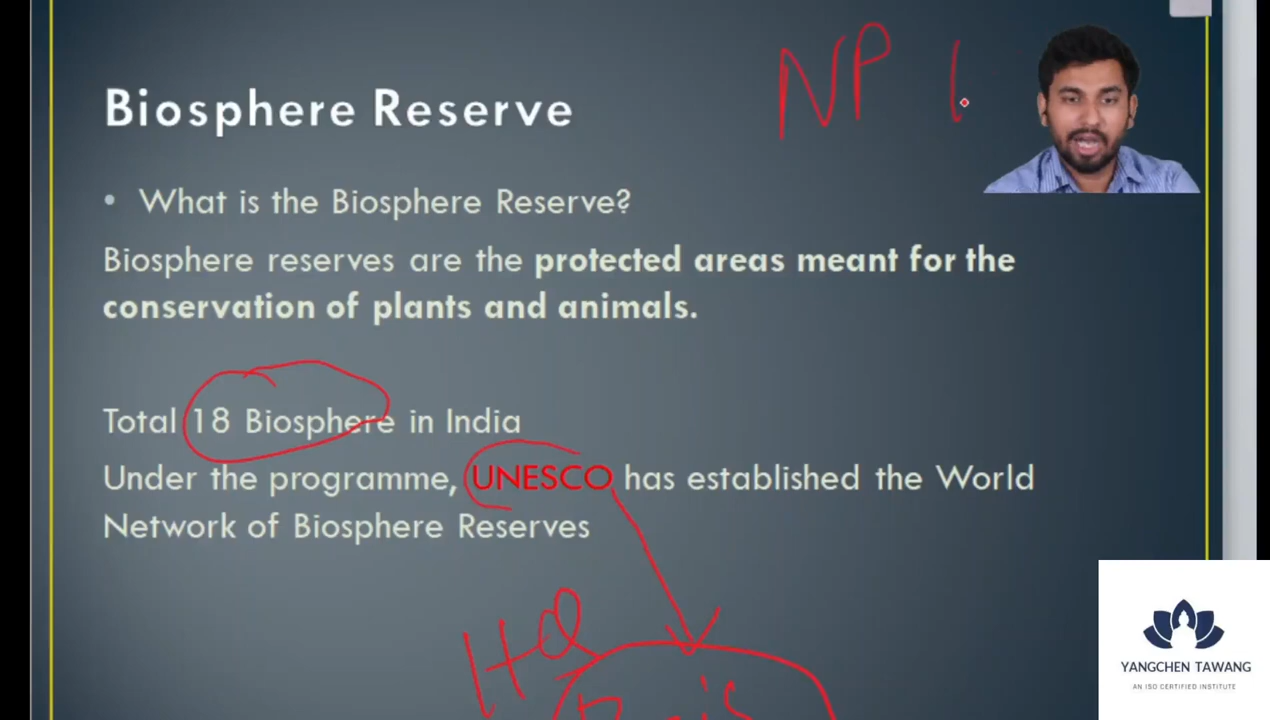 NP
Biosphere Reserve
• What is the Biosphere Reserve?
Biosphere reserves are the protected areas meant for the
conservation of plants and animals.
Total 18 Biosphere in India
Under the programme, UNESCO has established the World
Network of Biosphere Reserves
HQ
YANGCHEN TAWANG
AN ISO CERTIFIED INSTITUTE